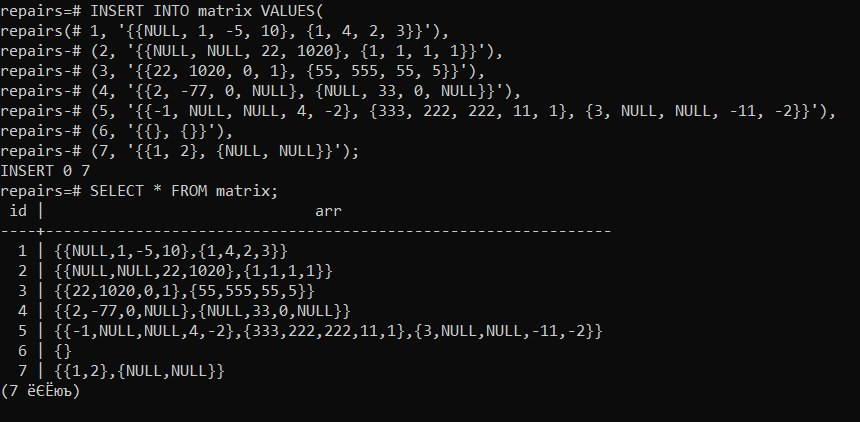 repairs=# INSERT INTO matrix VALUES(
repairs(# 1, '{{NULL, 1, -5, 10}, {1, 4, 2, 3}}'),
repairs-# (2, '{{NULL, NULL, 22, 1020}, {1, 1, 1, 1}}'),
repairs-# (3, '{{22, 1020, 0, 1}, {55, 555, 55, 5}}'),
repairs-# (4, '{{2, -77, 0, NULL}, {NULL, 33, 0, NULL}}'),
repairs-# (5, '{{-1, NULL, NULL, 4, -2}, {333, 222, 222, 11, 1}, {3, NULL, NULL, -11, -2}}'),
repairs-# (6, '{{}, {}}'),
repairs-# (7, '{{1, 2}, {NULL, NULL}}');
INSERT 0 7
repairs=# SELECT * FROM matrix;
 id |                            arr
----+---------------------------------------------------------
  1 | {{NULL,1,-5,10},{1,4,2,3}}
  2 | {{NULL,NULL,22,1020},{1,1,1,1}}
  3 | {{22,1020,0,1},{55,555,55,5}}
  4 | {{2,-77,0,NULL},{NULL,33,0,NULL}}
  5 | {{-1,NULL,NULL,4,-2},{333,222,222,11,1},{3,NULL,NULL,-11,-2}}
  6 | {}
  7 | {{1,2},{NULL,NULL}}
(7 ёЄЁюъ)